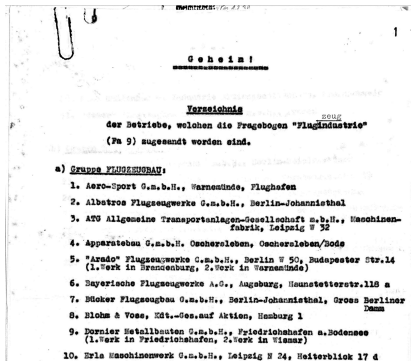 1
Geheim!
Verzeichnis
zeug
der Betriebe, welchen die Fragebogen "Flugindustrie"
(Fa 9) zugesandt worden sind.
a) Gruppe FLUGZEUGBAU:
1. Aero-Sport G.m.b.H., Warnemünde, Flughafen
2. Albatros Flugzeugwerke G.m.b.H., Berlin-Johannisthal
3. ATG Allgemeine Transportanlagen-Gesellschaft m.b.H., Maschinen-
fabrik, Leipzig W 32
4. Apparatebau G.m.b.H. Oschersleben, Oschersleben/Bode
5. "Arado" Flugzeugwerke G.m.b.H., Berlin W 50, Budapester Str.14
(1.Werk in Brandenburg, 2.Werk in Warnemünde)
6. Bayerische Flugzeugwerke A.G., Augsburg, Haunstetterstr.118 a
7. Bücker Flugzeugbau G.m.b.H., Berlin-Johannisthal, Gross Berliner
Damm
8. Blohm & Voss, Kdt.-Ges.auf Aktien, Hamburg 1
9. Dornier Metallbauten G.m.b.H., Friedrichshafen a.Bodensee
(1.Werk in Friedrichshafen, 2.Werk in Wismar)
10. Erla Maschinenwerk G.m.b.H., Leipzig N 24, Heiterblick 17 d